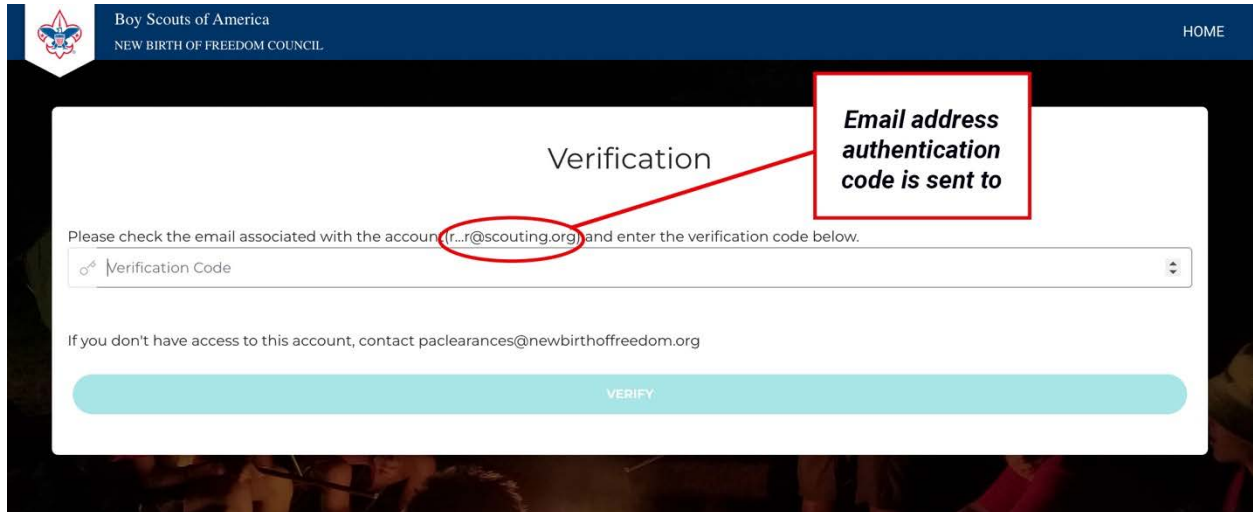 Boy Scouts of America
NEW BIRTH OF FREEDOM COUNCIL
HOME
Email address
authentication
code is sent to
Verification
Please check the email associated with the account (r...r@scouting.org) and enter the verification code below.
Verification Code
If you don't have access to this account, contact paclearances@newbirthoffreedom.org
VERIFY